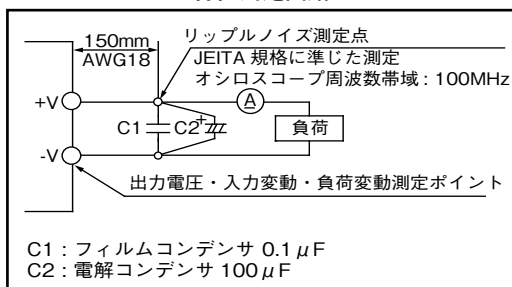 150mm
AWG18
リップルノイズ測定点
JEITA 規格に準じた測定
オシロスコープ周波数帯域 : 100MHz
+V
A
C1
C2
+
負荷
-V
出力電圧・入力変動・負荷変動測定ポイント
C1 : フィルムコンデンサ 0.1μF
C2 : 電解コンデンサ 100μF